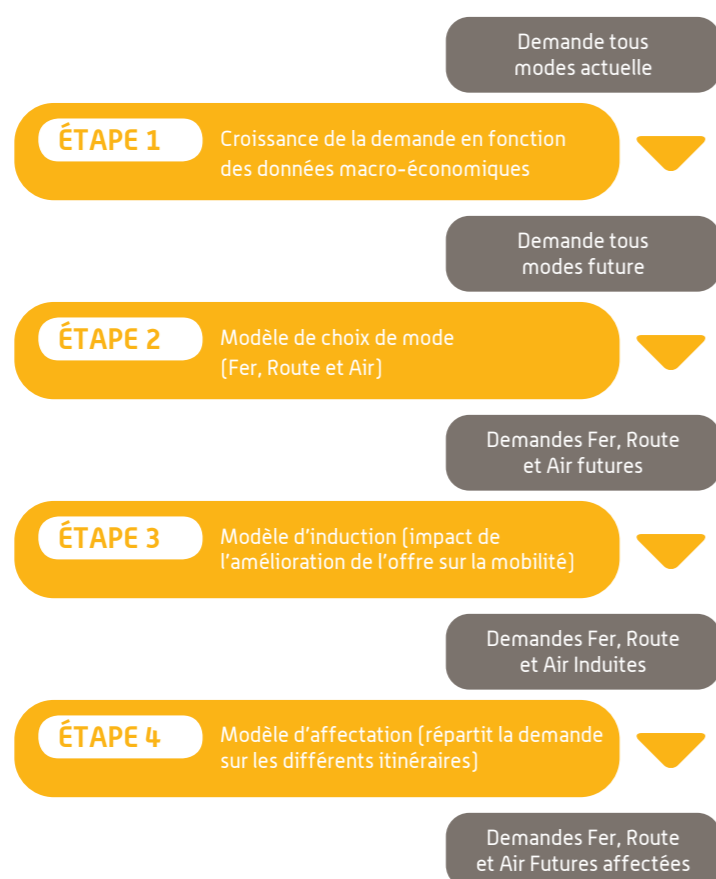 Demande tous
modes actuelle
ÉTAPE 1
Croissance de la demande en fonction
des données macro-économiques
Demande tous
modes future
ÉTAPE 2
Modèle de choix de mode
(Fer, Route et Air)
Demandes Fer, Route
et Air futures
ÉTAPE 3
Modèle d'induction (impact de
l'amélioration de l'offre sur la mobilité)
Demandes Fer, Route
et Air Induites
ÉTAPE 4
Modèle d'affectation (répartit la demande
sur les différents itinéraires)
Demandes Fer, Route
et Air Futures affectées